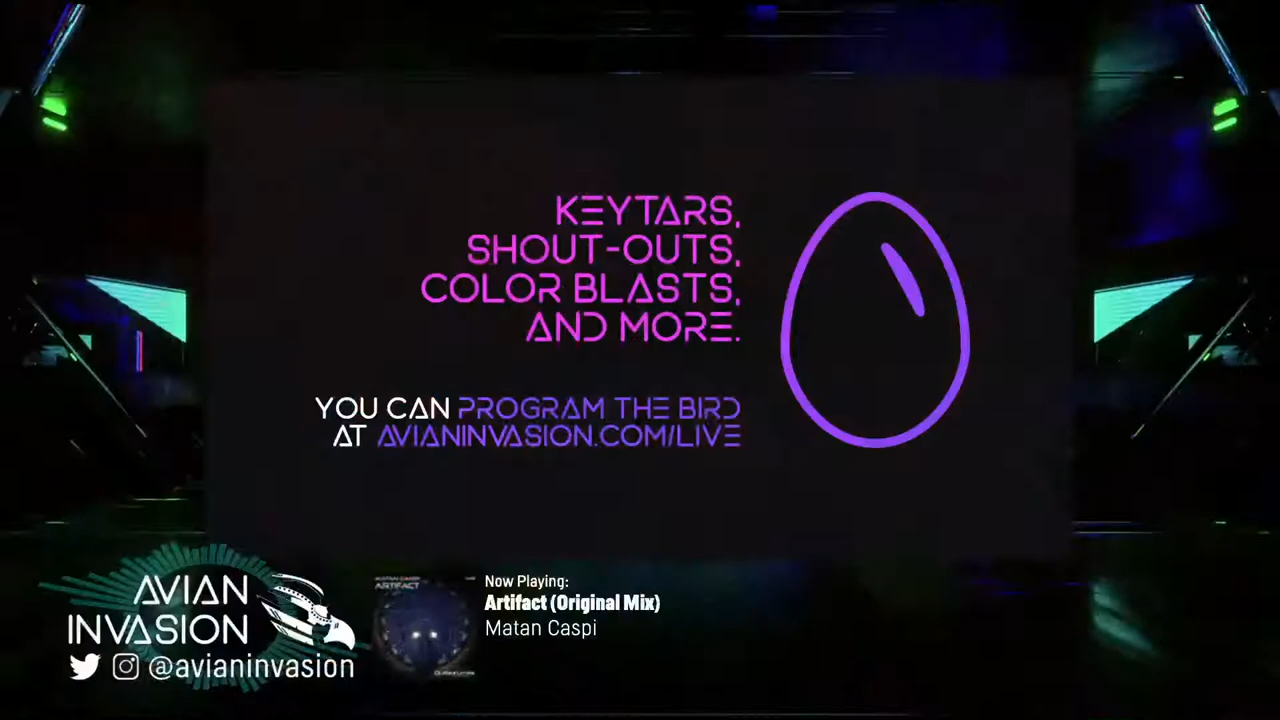 KEYTARS,
SHOUT-OUTS,
COLOR BLASTS,
AND MORE.
YOU CAN PROGRAM THE BIRD
AT AVIANINVASION.COM/LIVE
AVIAN
INVASION
@avianinvasion
ARTIFACT
Now Playing:
Artifact (Original Mix)
Matan Caspi